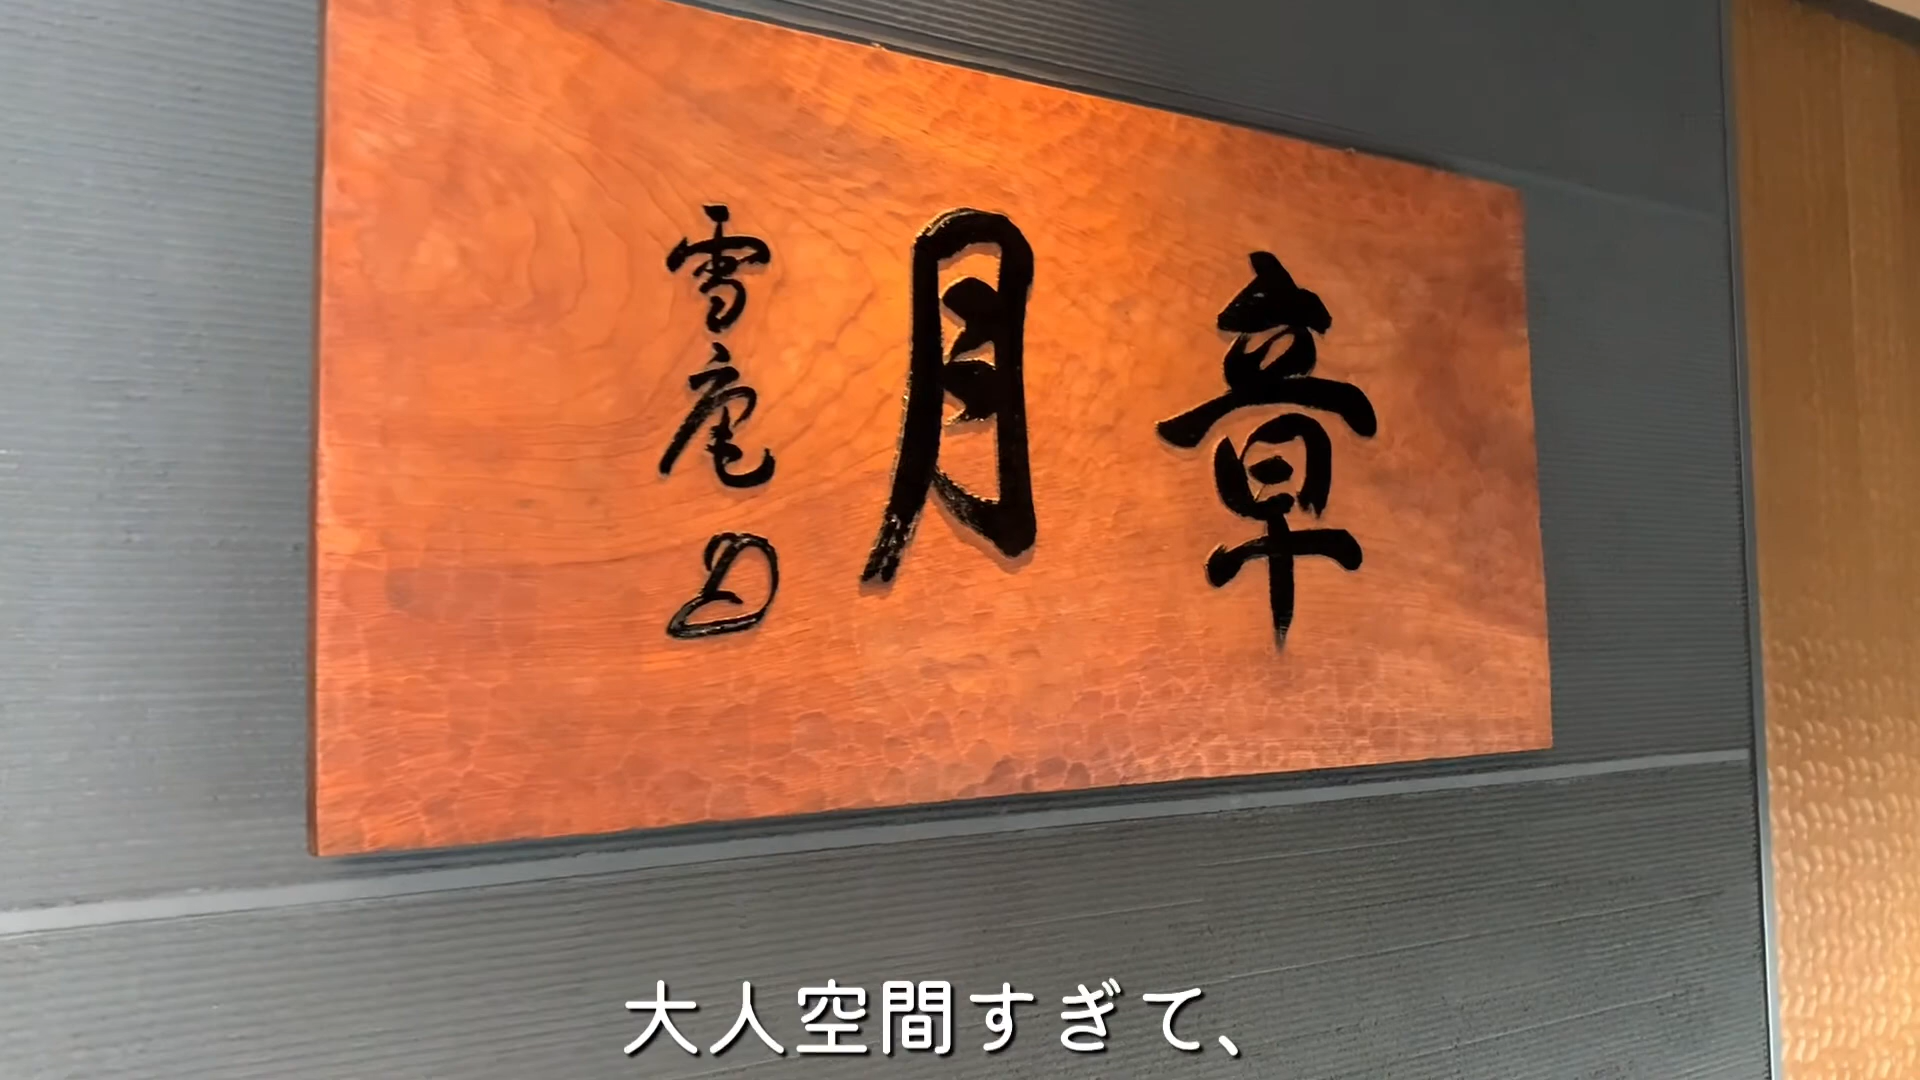 章月
雪庵
大人空間すぎて、